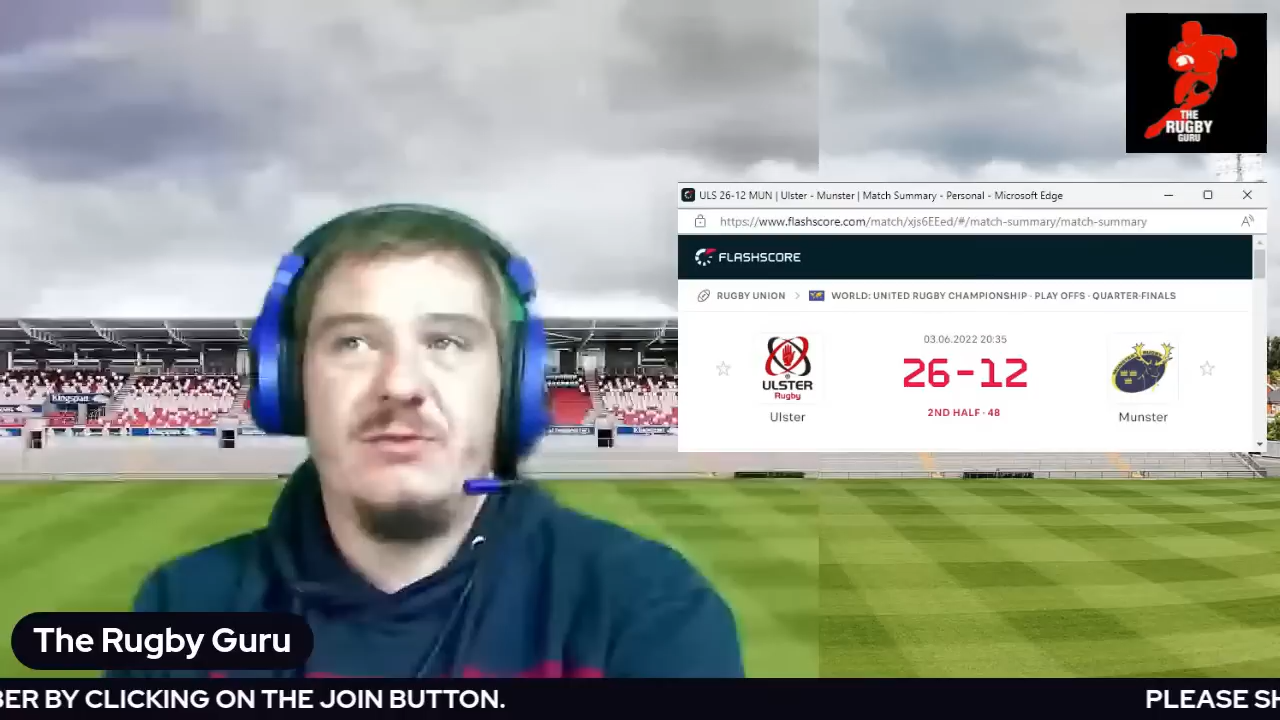 THE
RUGBY
GURU
ULS 26-12 MUN | Ulster - Munster | Match Summary - Personal - Microsoft Edge
https://www.flashscore.com/match/xjs6EEed/#/match-summary/match-summary
FLASHSCORE
RUGBY UNION > WORLD: UNITED RUGBY CHAMPIONSHIP - PLAY OFFS - QUARTER-FINALS
03.06.2022 20:35
26-12
2ND HALF - 48
ULSTER
Rugby
Ulster
Munster
Kingspan
The Rugby Guru
BER BY CLICKING ON THE JOIN BUTTON.
PLEASE SH